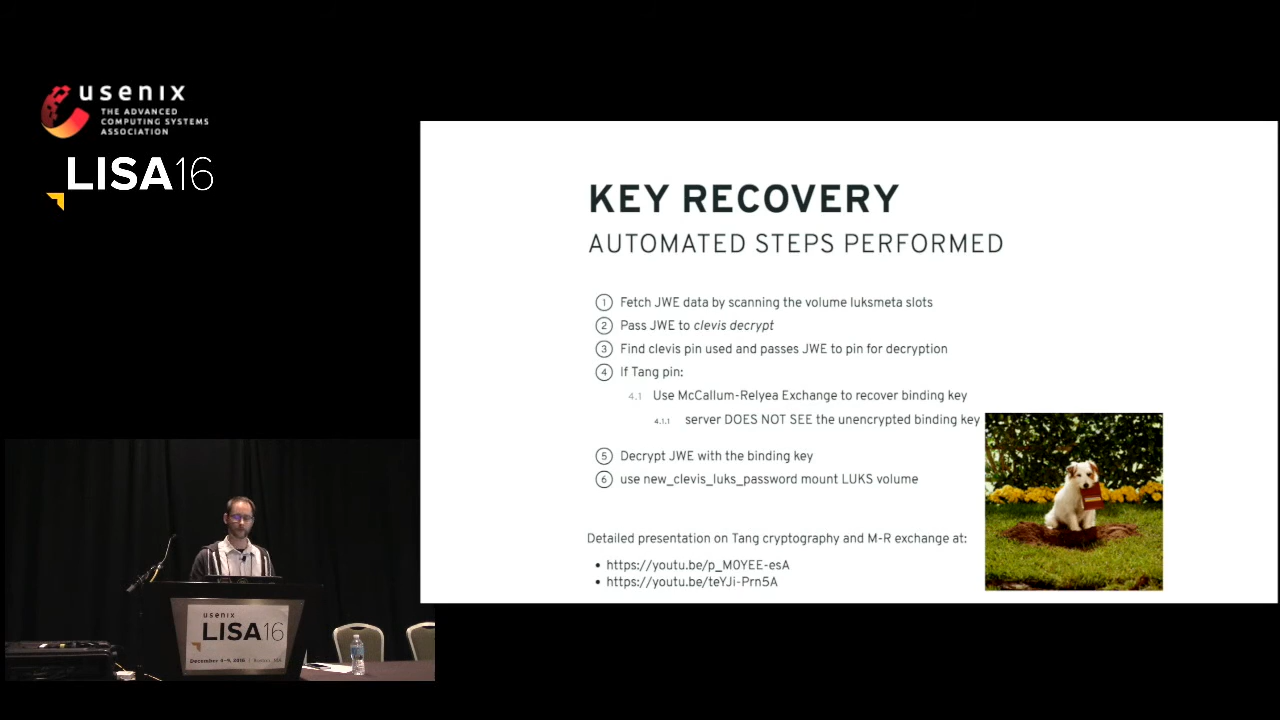 usenix
THE ADVANCED
COMPUTING SYSTEMS
ASSOCIATION
LISA16
KEY RECOVERY
AUTOMATED STEPS PERFORMED
1 Fetch JWE data by scanning the volume luksmeta slots
2 Pass JWE to clevis decrypt
3 Find clevis pin used and passes JWE to pin for decryption
4 If Tang pin:
4.1 Use McCallum-Relyea Exchange to recover binding key
4.1.1 server DOES NOT SEE the unencrypted binding key
5 Decrypt JWE with the binding key
6 use new_clevis_luks_password mount LUKS volume
Detailed presentation on Tang cryptography and M-R exchange at:
• https://youtu.be/p_M0YEE-esA
• https://youtu.be/teYJi-Prn5A
usenix
LISA16
December 4–9, 2016 |